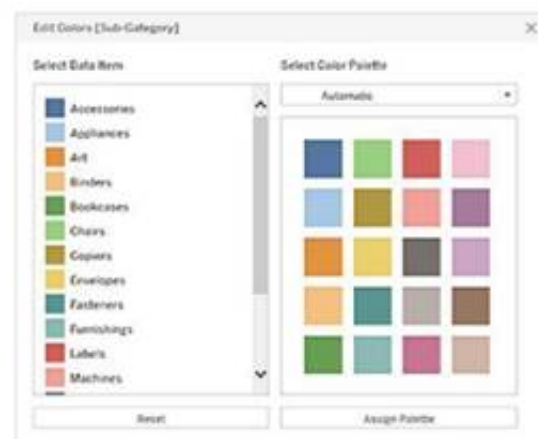 Edit Colors [Sub-Category]
Select Data Item
Select Color Palette
Automatic
Accessories
Appliances
Art
Binders
Bookcases
Chairs
Copiers
Envelopes
Fasteners
Furnishings
Labels
Machines
Reset
Assign Palette